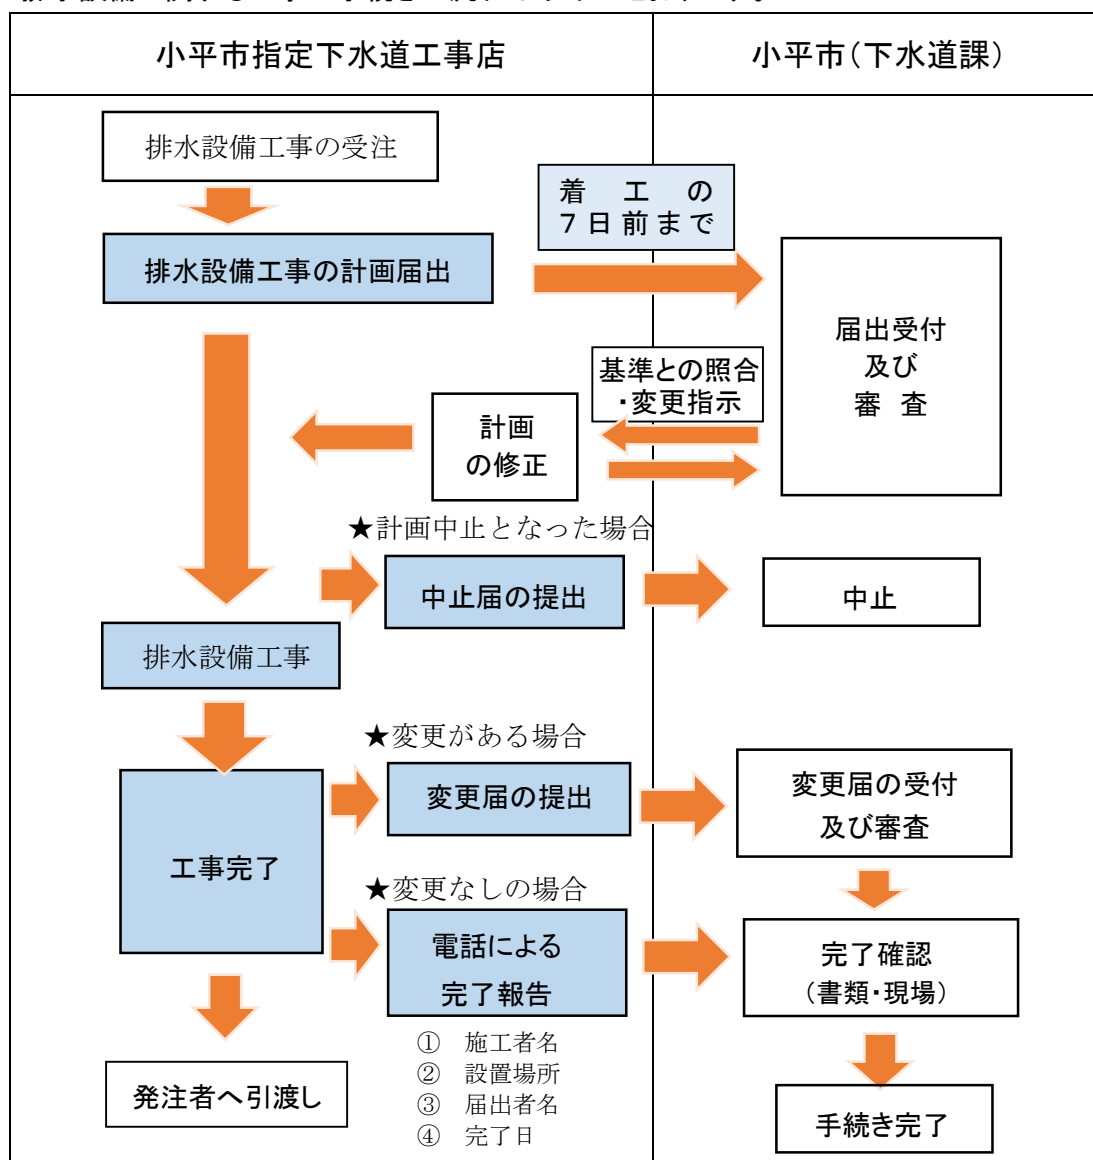 小平市指定下水道工事店
小平市(下水道課)
排水設備工事の受注
着工の
7日前まで
排水設備工事の計画届出
届出受付
及び
審査
基準との照合
・変更指示
計画
の修正
★計画中止となった場合
中止届の提出
中止
排水設備工事
★変更がある場合
変更届の提出
変更届の受付
及び審査
工事完了
★変更なしの場合
電話による
完了報告
完了確認
(書類・現場)
① 施工者名
② 設置場所
③ 届出者名
④ 完了日
発注者へ引渡し
手続き完了